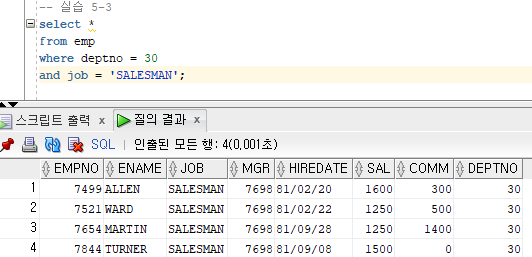 -- 실습 5-3
select *
from emp
where deptno = 30
and job = 'SALESMAN';
스크립트 출력 x 질의 결과 x
SQL | 인출된 모든 행: 4(0,001초)
EMPNO ENAME JOB MGR HIREDATE SAL COMM DEPTNO
1 7499 ALLEN SALESMAN 7698 81/02/20 1600 300 30
2 7521 WARD SALESMAN 7698 81/02/22 1250 500 30
3 7654 MARTIN SALESMAN 7698 81/09/28 1250 1400 30
4 7844 TURNER SALESMAN 7698 81/09/08 1500 0 30